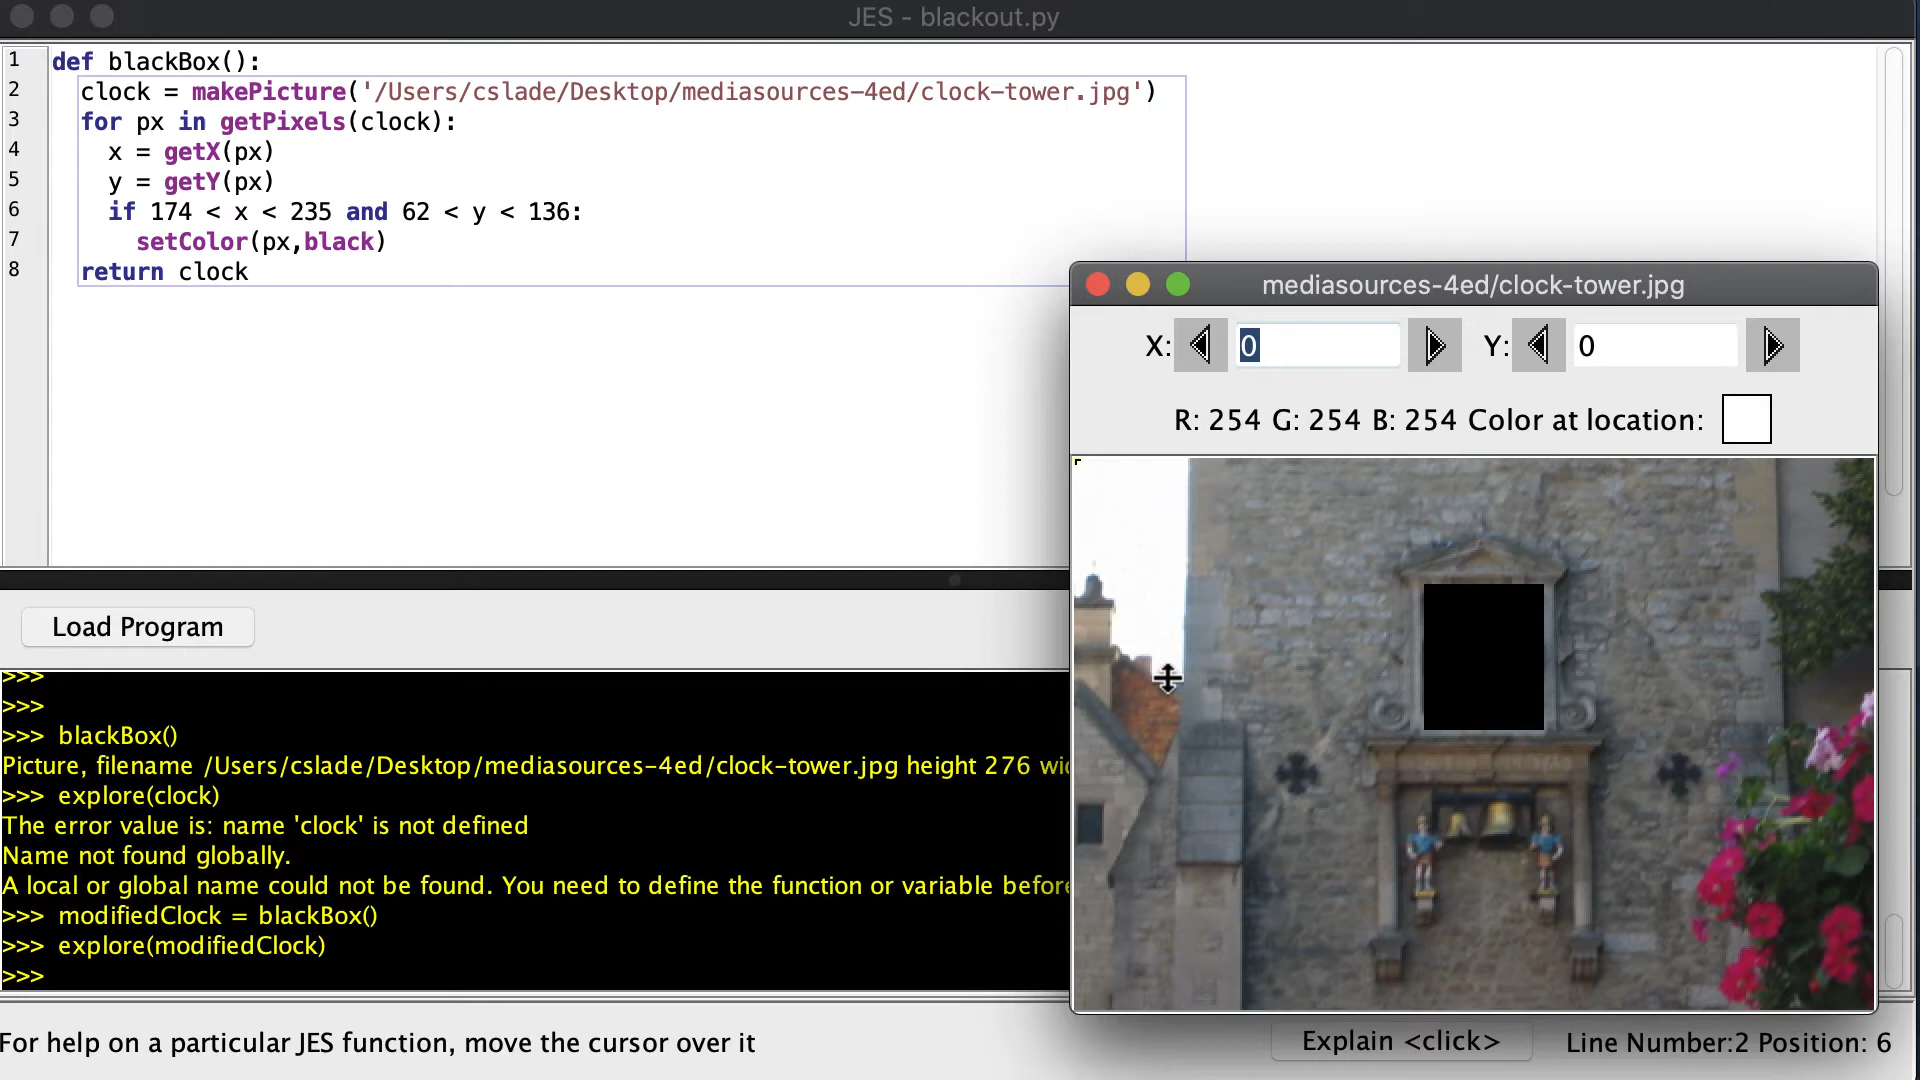 JES - blackout.py
1 def blackBox():
2 clock = makePicture('/Users/cslade/Desktop/mediasources-4ed/clock-tower.jpg')
3 for px in getPixels(clock):
4 x = getX(px)
5 y = getY(px)
6 if 174 < x < 235 and 62 < y < 136:
7 setColor(px,black)
8 return clock
mediasources-4ed/clock-tower.jpg
X: 0 Y: 0
R: 254 G: 254 B: 254 Color at location:
Load Program
>>>
>>>
>>> blackBox()
Picture, filename /Users/cslade/Desktop/mediasources-4ed/clock-tower.jpg height 276
>>> explore(clock)
The error value is: name 'clock' is not defined
Name not found globally.
A local or global name could not be found. You need to define the function or variable
>>> modifiedClock = blackBox()
>>> explore(modifiedClock)
>>>
For help on a particular JES function, move the cursor over it
Explain <click>
Line Number:2 Position: 6